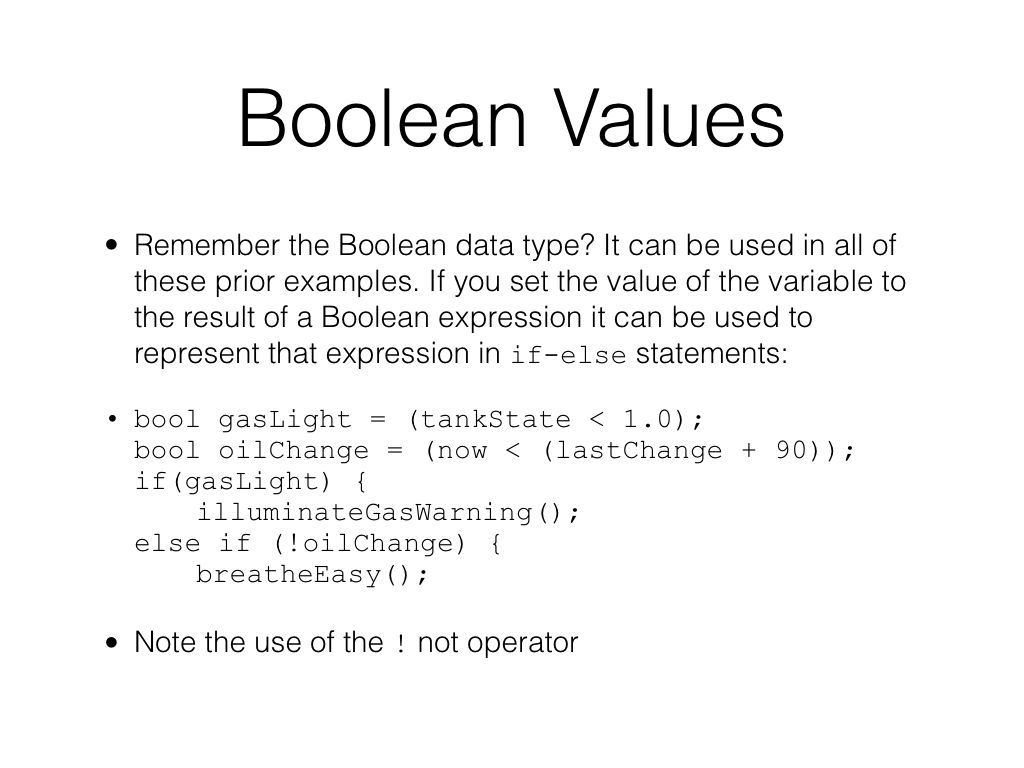 Boolean Values
• Remember the Boolean data type? It can be used in all of
these prior examples. If you set the value of the variable to
the result of a Boolean expression it can be used to
represent that expression in if-else statements:
• bool gasLight = (tankState < 1.0);
bool oilChange = (now < (lastChange + 90));
if(gasLight) {
illuminateGasWarning();
else if (!oilChange) {
breatheEasy();
• Note the use of the ! not operator